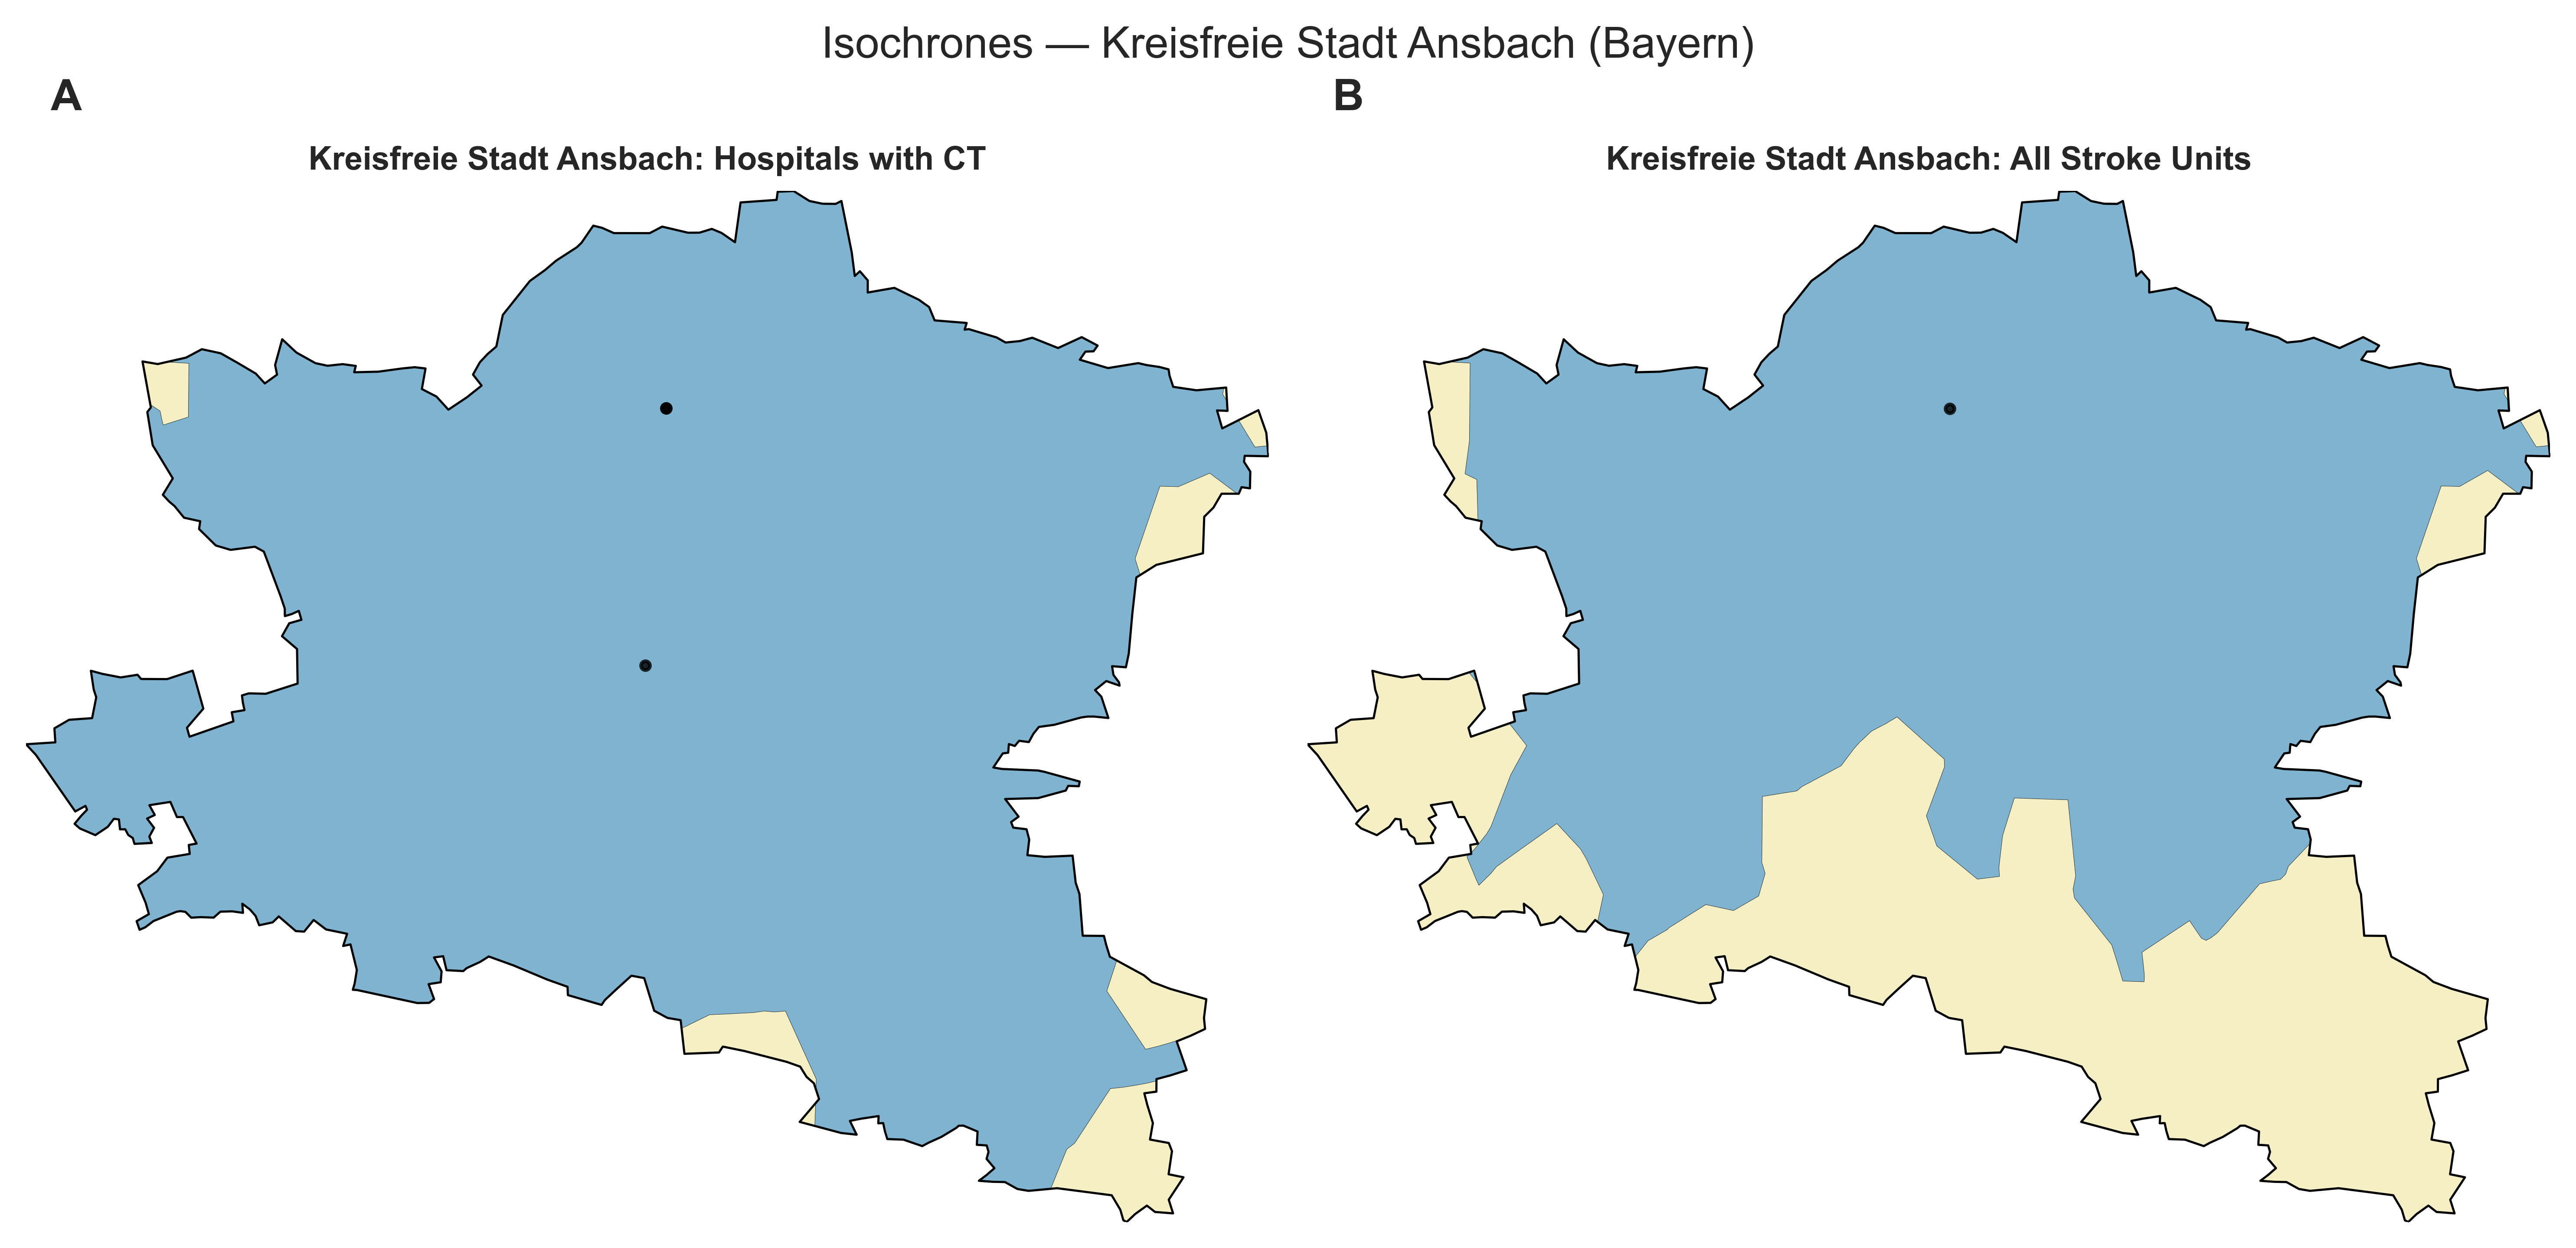 Isochrones — Kreisfreie Stadt Ansbach (Bayern)
A
B
Kreisfreie Stadt Ansbach: Hospitals with CT
Kreisfreie Stadt Ansbach: All Stroke Units